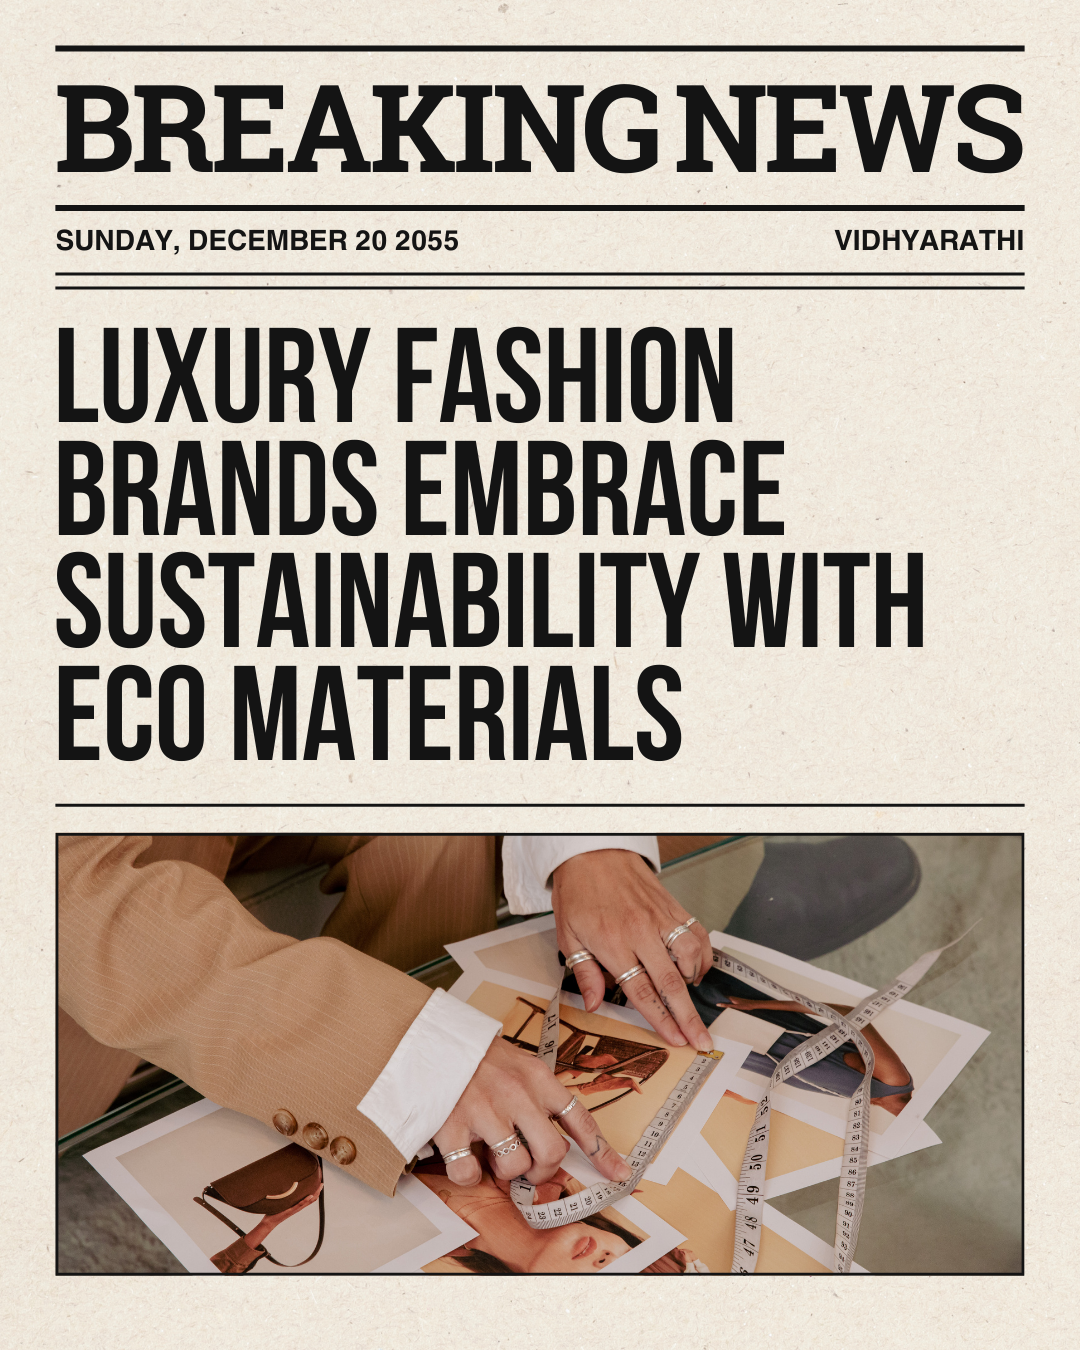 BREAKING NEWS
SUNDAY, DECEMBER 20 2055 VIDHYARATHI
LUXURY FASHION
BRANDS EMBRACE
SUSTAINABILITY WITH
ECO MATERIALS